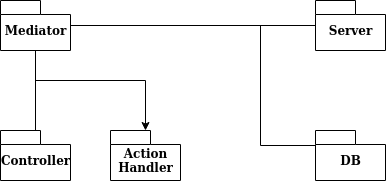 Mediator
Server
Controller
Action
Handler
DB